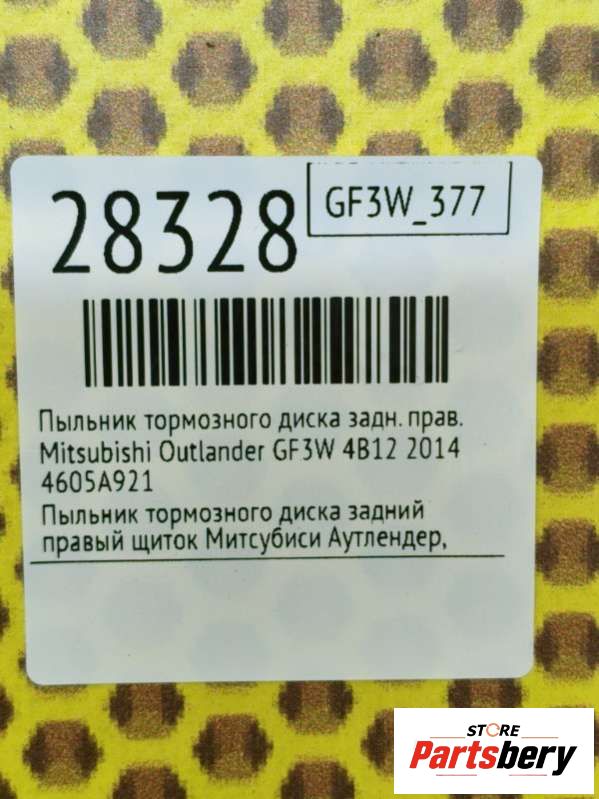 28328
GF3W_377
Пыльник тормозного диска задн. прав.
Mitsubishi Outlander GF3W 4B12 2014
4605A921
Пыльник тормозного диска задний
правый щиток Митсубиси Аутлендер,
STORE
Partsbery